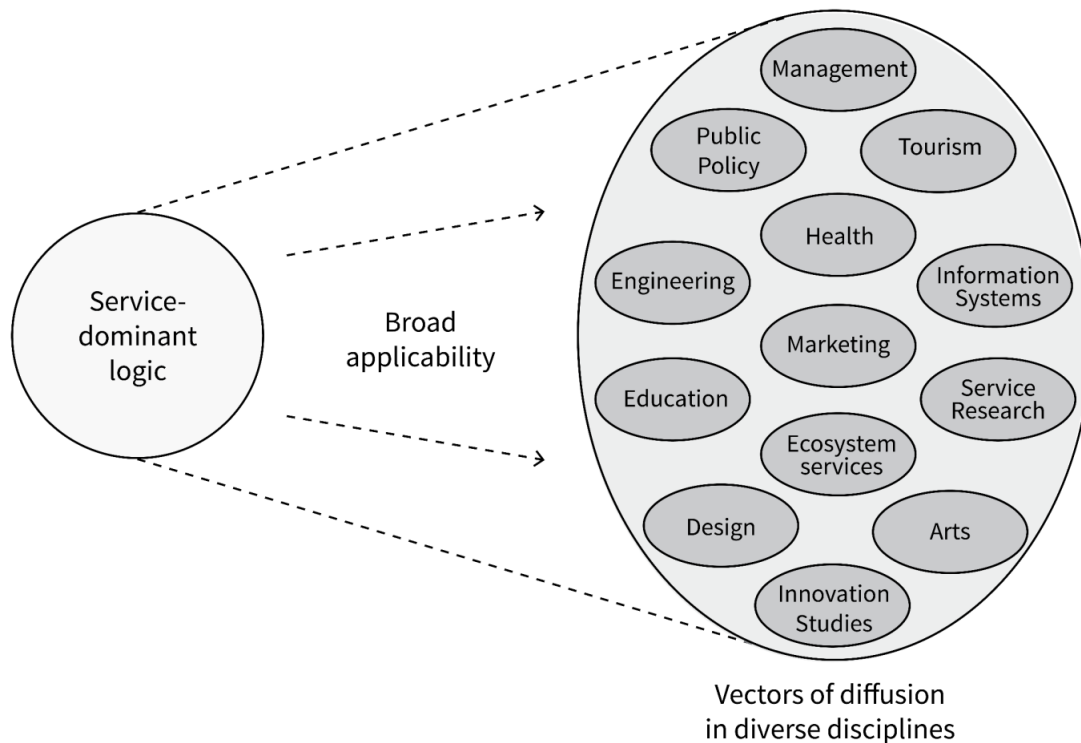 Service-
dominant
logic
Broad
applicability
Management
Public
Policy
Tourism
Health
Engineering
Information
Systems
Marketing
Education
Service
Research
Ecosystem
services
Design
Arts
Innovation
Studies
Vectors of diffusion
in diverse disciplines